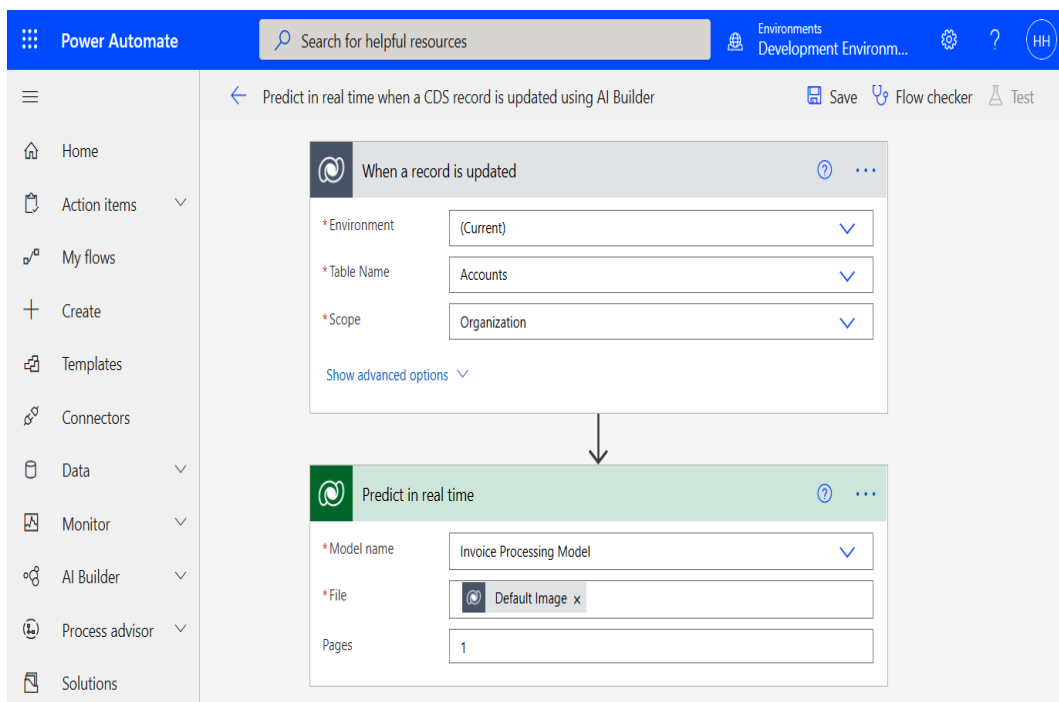 Power Automate
Search for helpful resources
Environments
Development Environm...
?
HH
Predict in real time when a CDS record is updated using AI Builder
Save
Flow checker
Test
Home
Action items
My flows
Create
Templates
Connectors
Data
Monitor
AI Builder
Process advisor
Solutions
When a record is updated
? ...
*Environment
(Current)
*Table Name
Accounts
*Scope
Organization
Show advanced options
Predict in real time
? ...
*Model name
Invoice Processing Model
*File
Default Image x
Pages
1